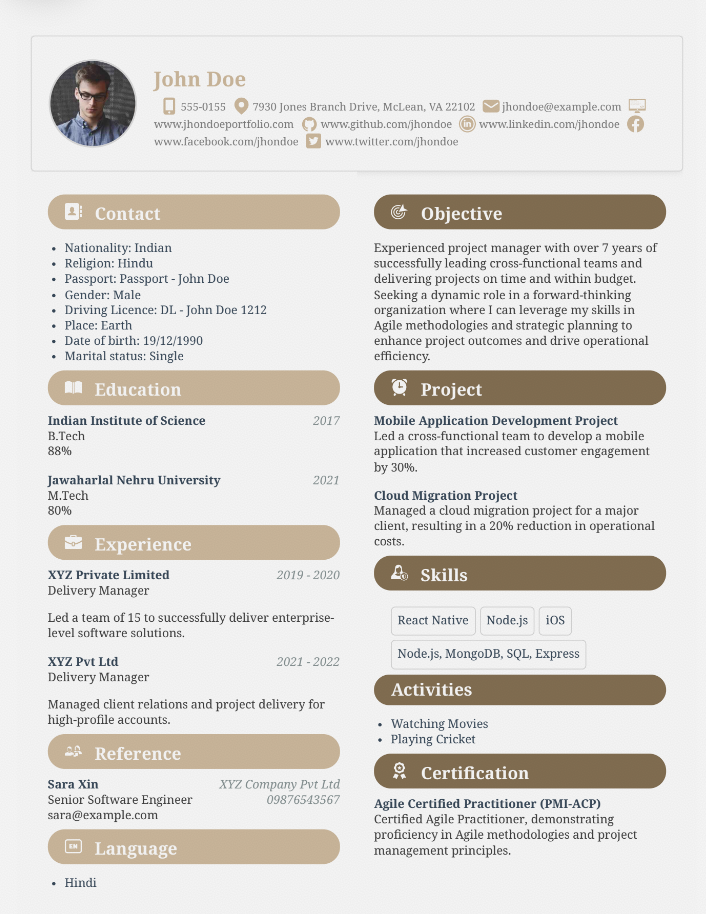 John Doe
555-0155 7930 Jones Branch Drive, McLean, VA 22102 jhondoe@example.com
www.jhondoeportfolio.com www.github.com/jhondoe www.linkedin.com/jhondoe
www.facebook.com/jhondoe www.twitter.com/jhondoe
Contact
Nationality: Indian
Religion: Hindu
Passport: Passport - John Doe
Gender: Male
Driving Licence: DL - John Doe 1212
Place: Earth
Date of birth: 19/12/1990
Marital status: Single
Education
Indian Institute of Science 2017
B.Tech
88%
Jawaharlal Nehru University 2021
M.Tech
80%
Experience
XYZ Private Limited 2019 - 2020
Delivery Manager
Led a team of 15 to successfully deliver enterprise-
level software solutions.
XYZ Pvt Ltd 2021 - 2022
Delivery Manager
Managed client relations and project delivery for
high-profile accounts.
Reference
Sara Xin XYZ Company Pvt Ltd
Senior Software Engineer 09876543567
sara@example.com
EN Language
Hindi
Objective
Experienced project manager with over 7 years of
successfully leading cross-functional teams and
delivering projects on time and within budget.
Seeking a dynamic role in a forward-thinking
organization where I can leverage my skills in
Agile methodologies and strategic planning to
enhance project outcomes and drive operational
efficiency.
Project
Mobile Application Development Project
Led a cross-functional team to develop a mobile
application that increased customer engagement
by 30%.
Cloud Migration Project
Managed a cloud migration project for a major
client, resulting in a 20% reduction in operational
costs.
Skills
React Native Node.js iOS
Node.js, MongoDB, SQL, Express
Activities
Watching Movies
Playing Cricket
Certification
Agile Certified Practitioner (PMI-ACP)
Certified Agile Practitioner, demonstrating
proficiency in Agile methodologies and project
management principles.